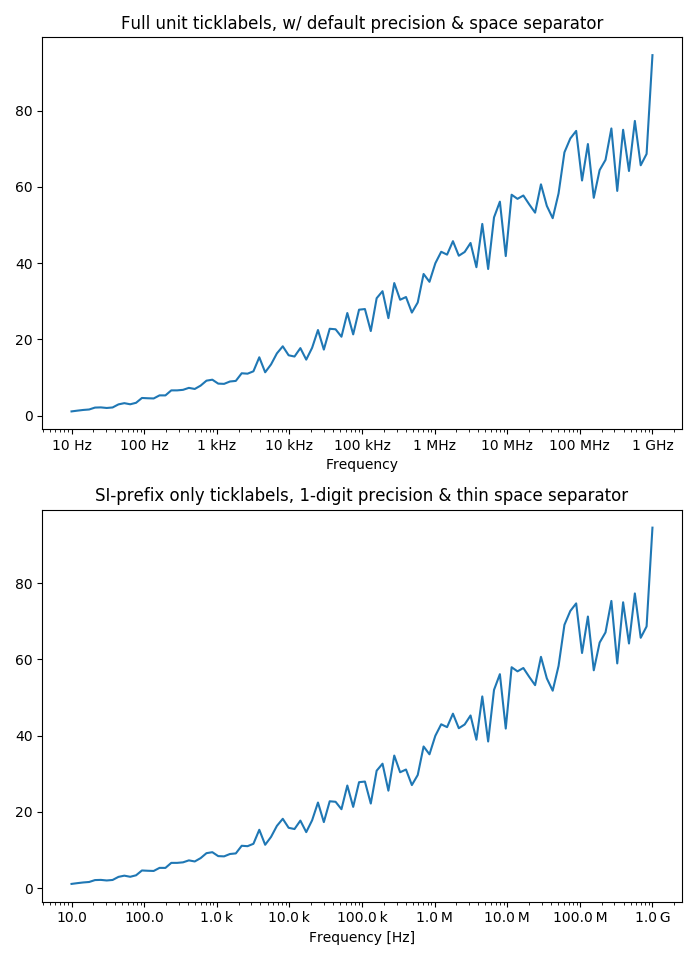 Full unit ticklabels, w/ default precision & space separator
80
60
40
20
0
10 Hz 100 Hz 1 kHz 10 kHz 100 kHz 1 MHz 10 MHz 100 MHz 1 GHz
Frequency
SI-prefix only ticklabels, 1-digit precision & thin space separator
80
60
40
20
0
10.0 100.0 1.0 k 10.0 k 100.0 k 1.0 M 10.0 M 100.0 M 1.0 G
Frequency [Hz]